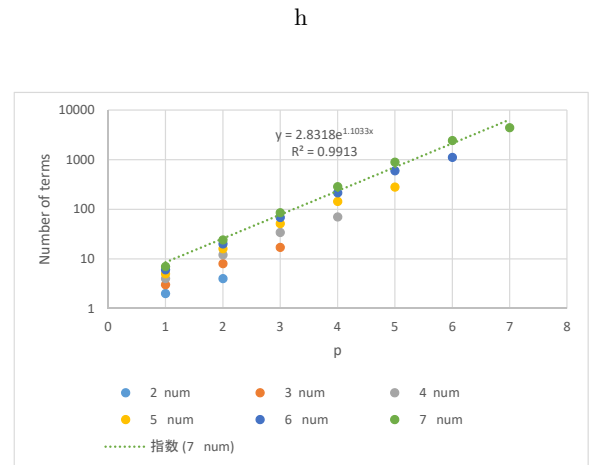 h
10000
1000
100
10
1
Number of terms
y = 2.8318e^1.1033x
R² = 0.9913
0 1 2 3 4 5 6 7 8
p
2 num 3 num 4 num
5 num 6 num 7 num
指数 (7 num)